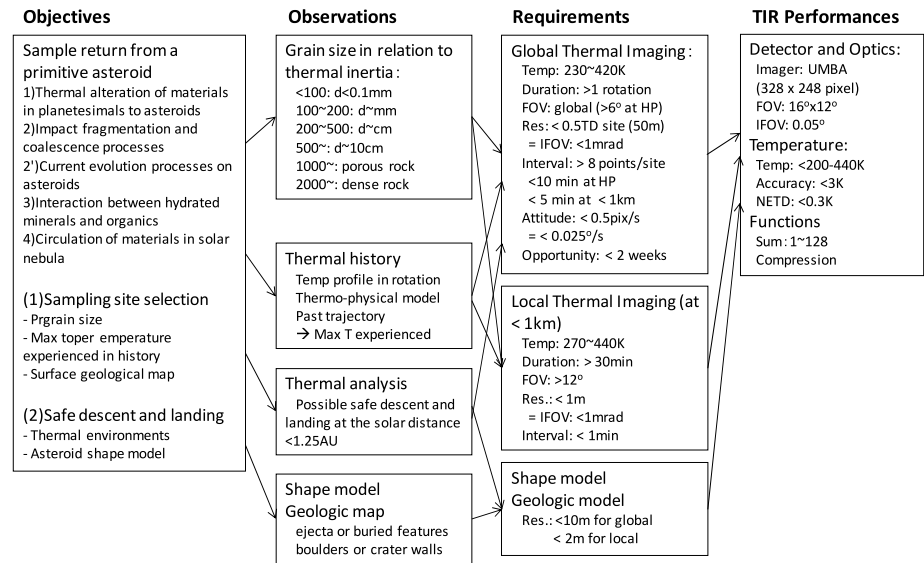 Objectives
Sample return from a
primitive asteroid
1)Thermal alteration of materials
in planetesimals to asteroids
2)Impact fragmentation and
coalescence processes
2')Current evolution processes on
asteroids
3)Interaction between hydrated
minerals and organics
4)Circulation of materials in solar
nebula
(1)Sampling site selection
- Prgrain size
- Max toper emperature
experienced in history
- Surface geological map
(2)Safe descent and landing
- Thermal environments
- Asteroid shape model
Observations
Grain size in relation to
thermal inertia:
<100: d<0.1mm
100~200: d~mm
200~500: d~cm
500~: d~10cm
1000~: porous rock
2000~: dense rock
Thermal history
Temp profile in rotation
Thermo-physical model
Past trajectory
→ Max T experienced
Thermal analysis
Possible safe descent and
landing at the solar distance
<1.25AU
Shape model
Geologic map
ejecta or buried features
boulders or crater walls
Requirements
Global Thermal Imaging:
Temp: 230~420K
Duration: >1 rotation
FOV: global (>6° at HP)
Res: < 0.5TD site (50m)
= IFOV: <1mrad
Interval: > 8 points/site
<10 min at HP
< 5 min at < 1km
Attitude: < 0.5pix/s
= < 0.025°/s
Opportunity: < 2 weeks
Local Thermal Imaging (at
< 1km)
Temp: 270~440K
Duration: > 30min
FOV: >12°
Res.: < 1m
= IFOV: <1mrad
Interval: < 1min
Shape model
Geologic model
Res.: <10m for global
< 2m for local
TIR Performances
Detector and Optics:
Imager: UMBA
(328 x 248 pixel)
FOV: 16°x12°
IFOV: 0.05°
Temperature:
Temp: <200-440K
Accuracy: <3K
NETD: <0.3K
Functions
Sum: 1~128
Compression